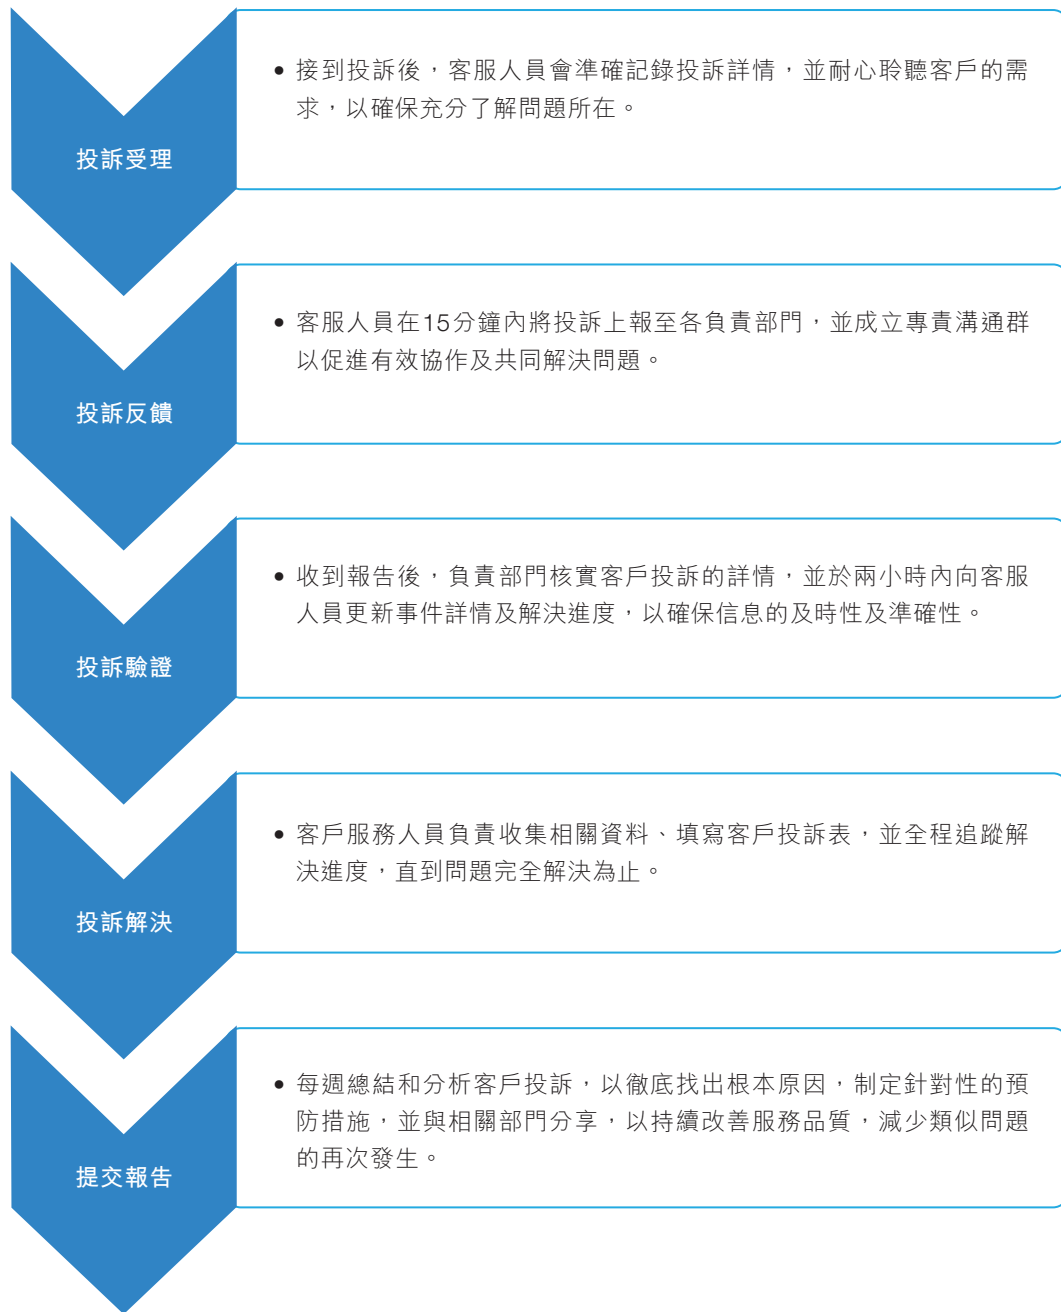 投訴受理
• 接到投訴後，客服人員會準確記錄投訴詳情，並耐心聆聽客戶的需
求，以確保充分了解問題所在。
投訴反饋
• 客服人員在15分鐘內將投訴上報至各負責部門，並成立專責溝通群
以促進有效協作及共同解決問題。
投訴驗證
• 收到報告後，負責部門核實客戶投訴的詳情，並於兩小時內向客服
人員更新事件詳情及解決進度，以確保信息的及時性及準確性。
投訴解決
• 客戶服務人員負責收集相關資料、填寫客戶投訴表，並全程追蹤解
決進度，直到問題完全解決為止。
提交報告
• 每週總結和分析客戶投訴，以徹底找出根本原因，制定針對性的預
防措施，並與相關部門分享，以持續改善服務品質，減少類似問題
的再次發生。